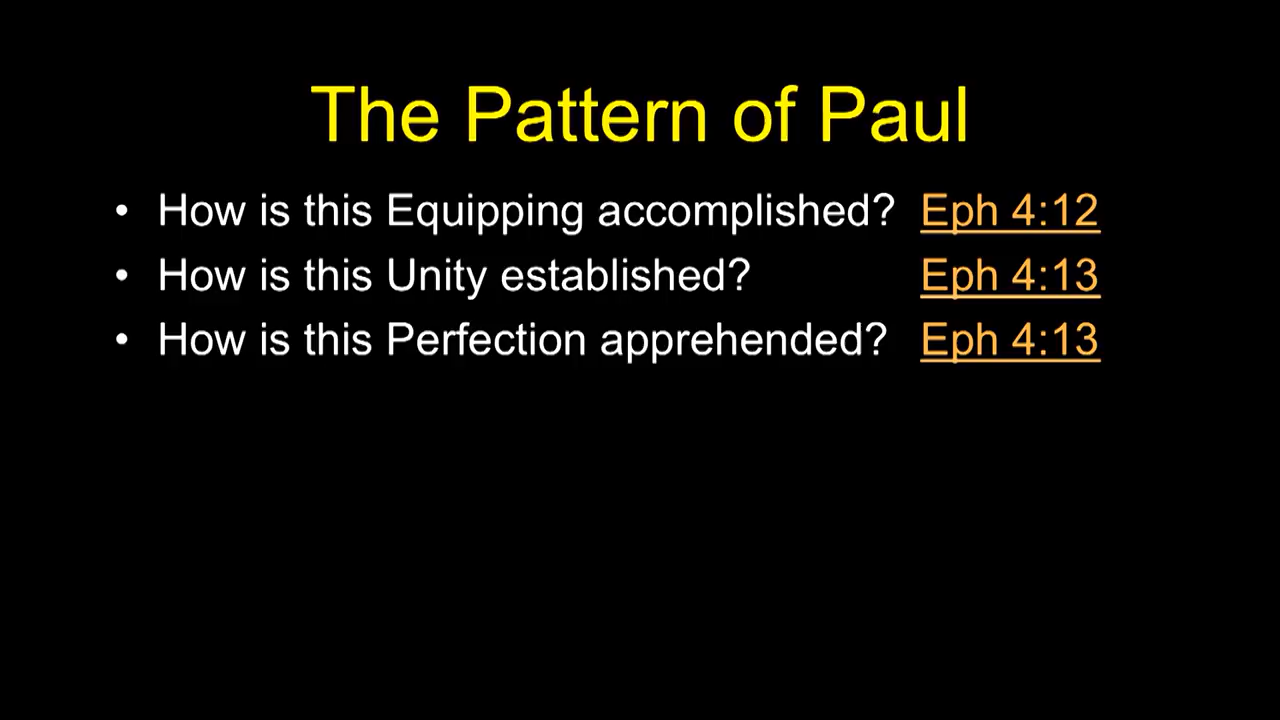 The Pattern of Paul
• How is this Equipping accomplished? Eph 4:12
• How is this Unity established? Eph 4:13
• How is this Perfection apprehended? Eph 4:13